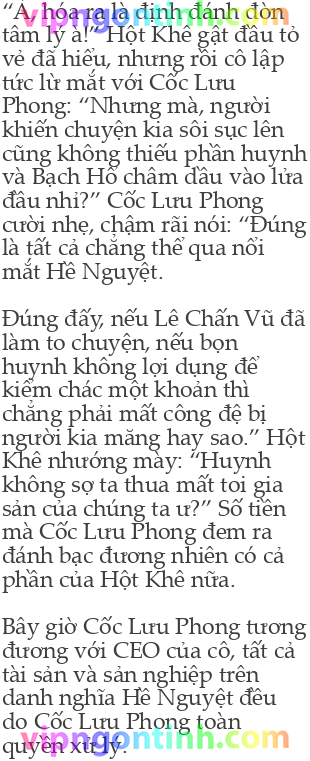 “À, hóa ra là định đánh đòn
tâm lý à!” Hột Khê gật đầu tỏ
vẻ đã hiểu, nhưng rồi cô lập
tức lừ mắt với Cốc Lưu
Phong: “Nhưng mà, người
khiến chuyện kia sôi sục lên
cũng không thiếu phần huynh
và Bạch Hổ châm dầu vào lửa
đâu nhỉ?” Cốc Lưu Phong
cười nhẹ, chậm rãi nói: “Đúng
là tất cả chẳng thể qua nổi
mắt Hề Nguyệt.
Đúng đấy, nếu Lê Chấn Vũ đã
làm to chuyện, nếu bọn
huynh không lợi dụng để
kiếm chác một khoản thì
chẳng phải mất công đệ bị
người kia măng hay sao.” Hột
Khê nhướng mày: “Huynh
không sợ ta thua mất toi gia
sản của chúng ta ư?” Số tiền
mà Cốc Lưu Phong đem ra
đánh bạc đương nhiên có cả
phần của Hột Khê nữa.
Bây giờ Cốc Lưu Phong tương
đương với CEO của cô, tất cả
tài sản và sản nghiệp trên
danh nghĩa Hề Nguyệt đều
do Cốc Lưu Phong toàn
quyền xử lý.
vipngontinh.com
vipngontinh.com